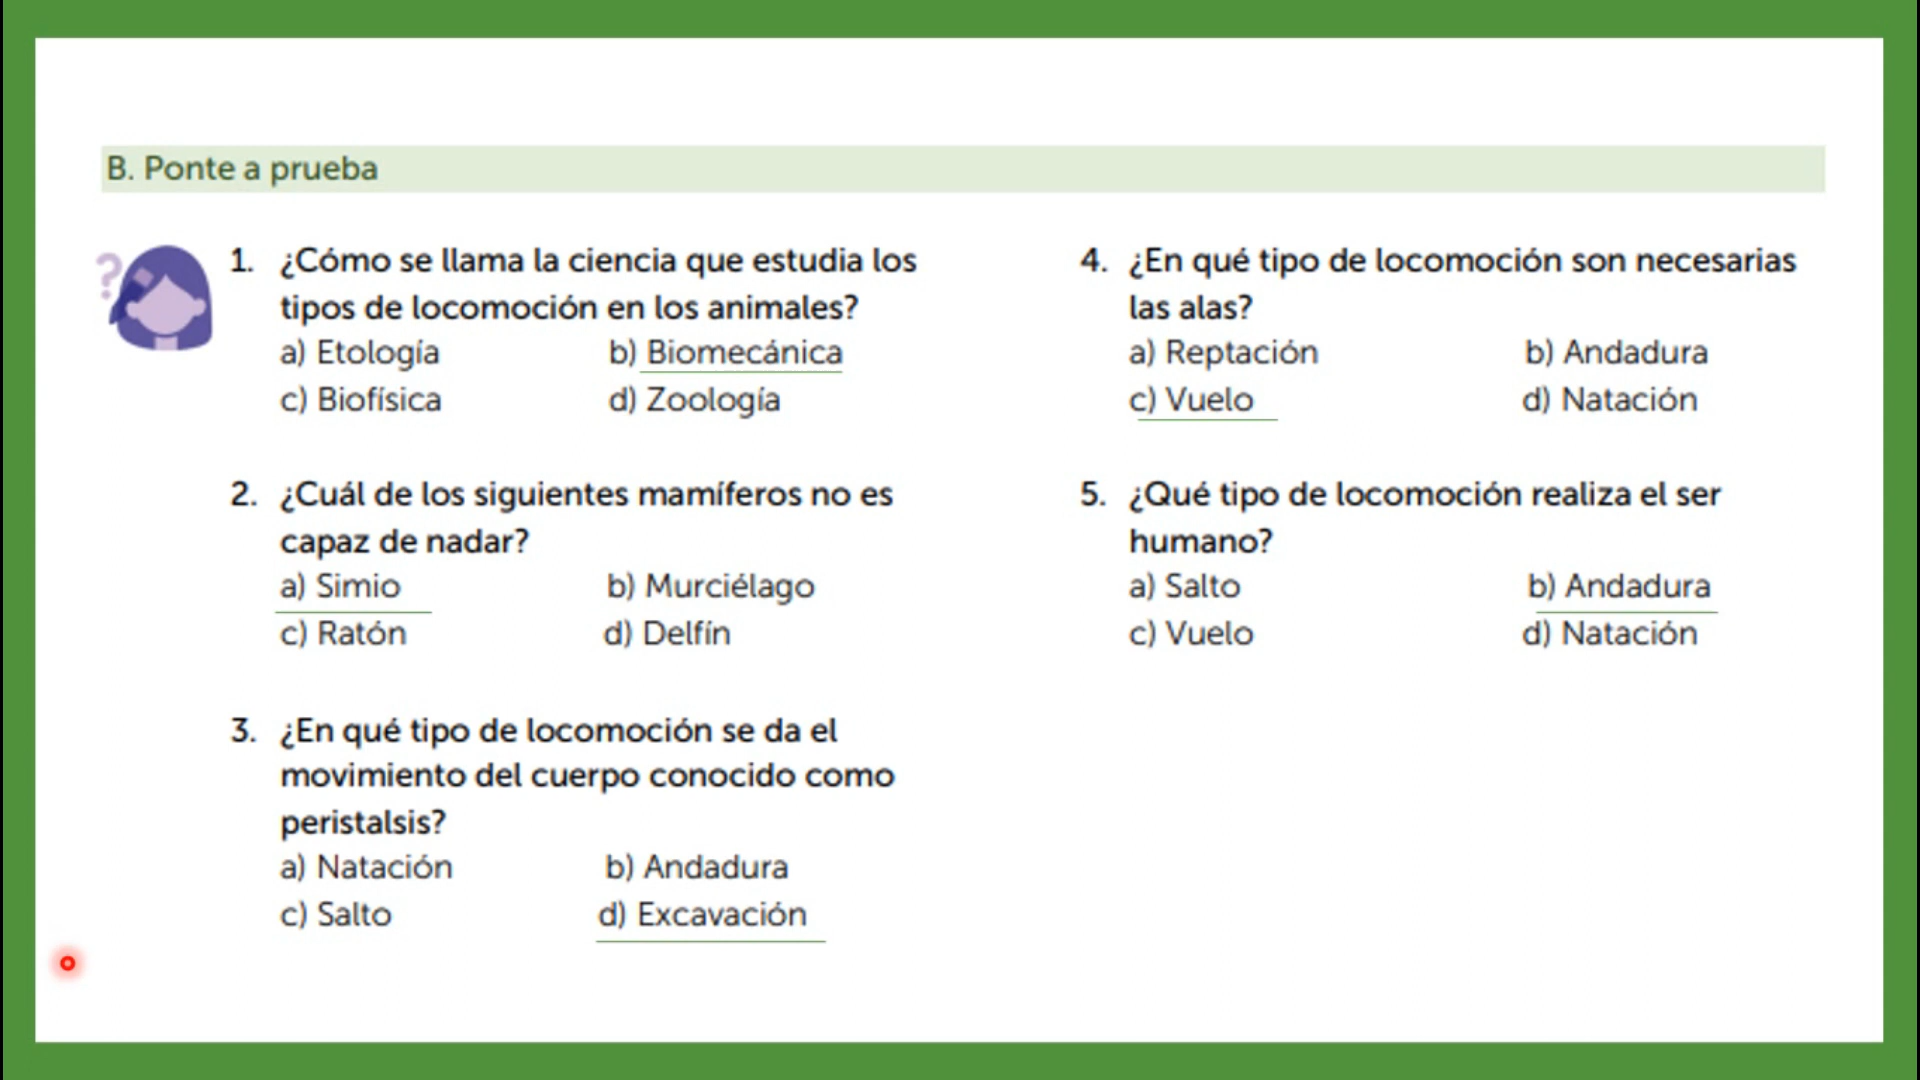 B. Ponte a prueba
?
1. ¿Cómo se llama la ciencia que estudia los
tipos de locomoción en los animales?
a) Etología b) Biomecánica
c) Biofísica d) Zoología
2. ¿Cuál de los siguientes mamíferos no es
capaz de nadar?
a) Simio b) Murciélago
c) Ratón d) Delfín
3. ¿En qué tipo de locomoción se da el
movimiento del cuerpo conocido como
peristalsis?
a) Natación b) Andadura
c) Salto d) Excavación
4. ¿En qué tipo de locomoción son necesarias
las alas?
a) Reptación b) Andadura
c) Vuelo d) Natación
5. ¿Qué tipo de locomoción realiza el ser
humano?
a) Salto b) Andadura
c) Vuelo d) Natación